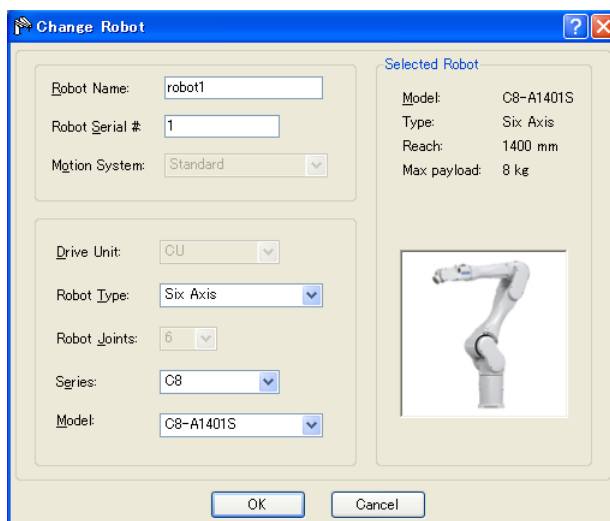 Change Robot
Robot Name: robot1
Robot Serial #: 1
Motion System: Standard
Drive Unit: CU
Robot Type: Six Axis
Robot Joints: 6
Series: C8
Model: C8-A1401S
Selected Robot
Model: C8-A1401S
Type: Six Axis
Reach: 1400 mm
Max payload: 8 kg
OK Cancel